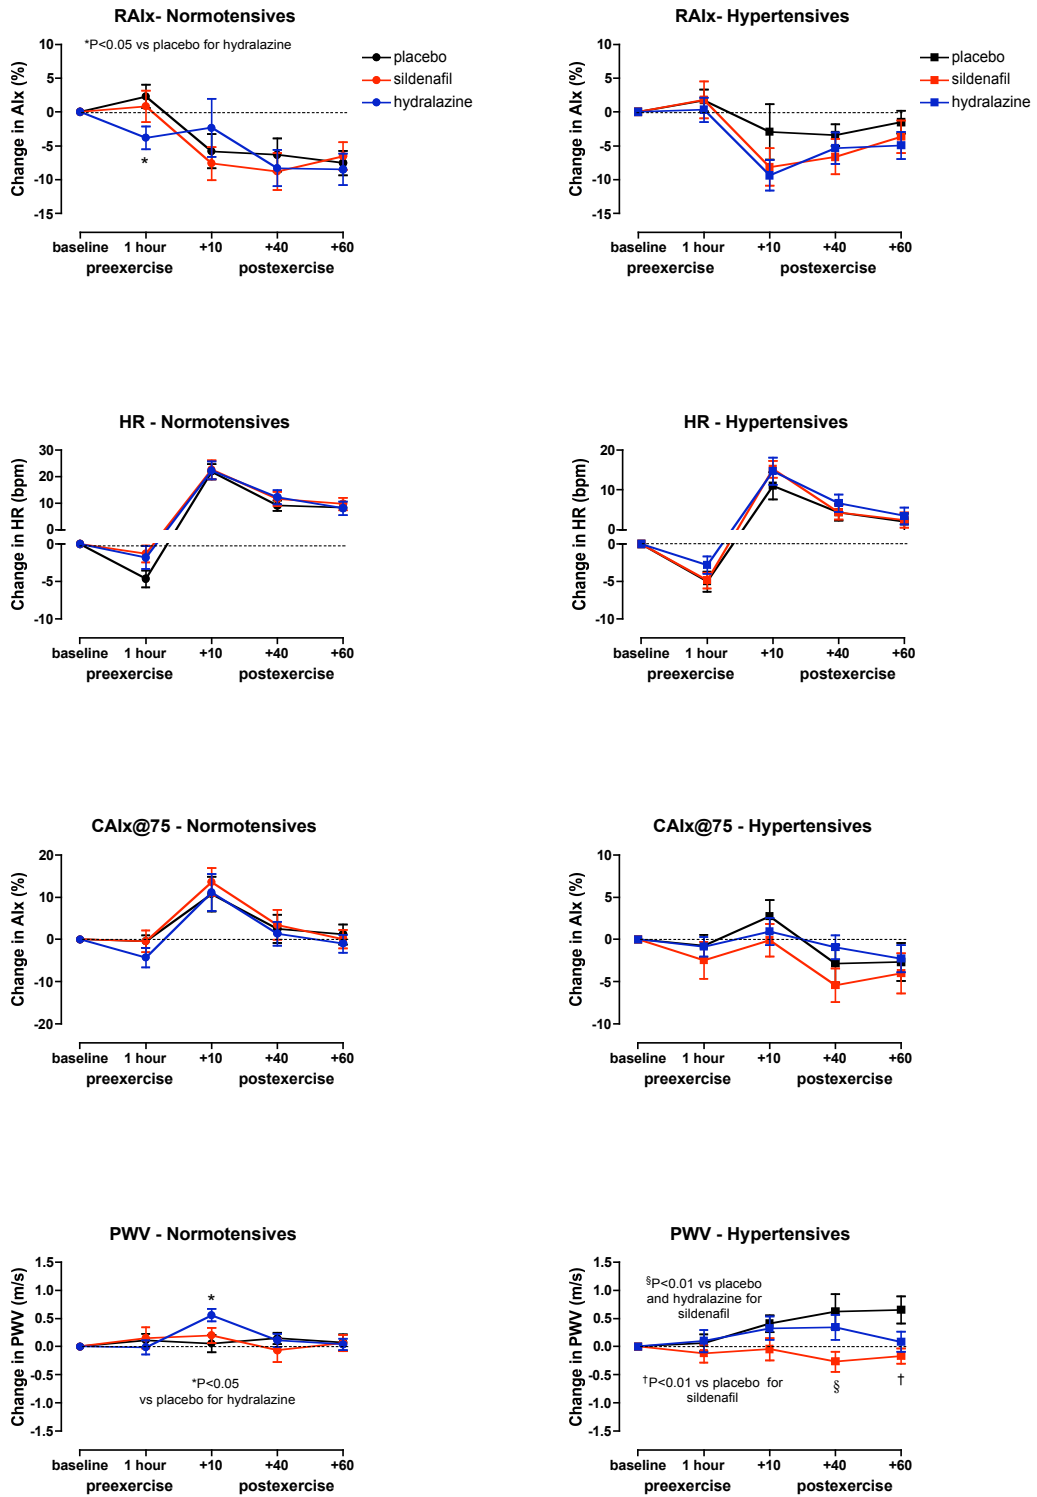 RAIx- Normotensives
*P<0.05 vs placebo for hydralazine
placebo
sildenafil
hydralazine
Change in AIx (%)
10
5
0
-5
-10
-15
*
baseline 1 hour +10 +40 +60
preexercise postexercise
RAIx- Hypertensives
placebo
sildenafil
hydralazine
Change in AIx (%)
10
5
0
-5
-10
-15
baseline 1 hour +10 +40 +60
preexercise postexercise
HR - Normotensives
Change in HR (bpm)
30
20
10
0
0
-5
-10
baseline 1 hour +10 +40 +60
preexercise postexercise
HR - Hypertensives
Change in HR (bpm)
20
10
0
0
-5
-10
baseline 1 hour +10 +40 +60
preexercise postexercise
CAIx@75 - Normotensives
Change in AIx (%)
20
10
0
-10
-20
baseline 1 hour +10 +40 +60
preexercise postexercise
CAIx@75 - Hypertensives
Change in AIx (%)
10
5
0
-5
-10
baseline 1 hour +10 +40 +60
preexercise postexercise
PWV - Normotensives
Change in PWV (m/s)
1.5
1.0
0.5
0.0
-0.5
-1.0
-1.5
*
*P<0.05
vs placebo for hydralazine
baseline 1 hour +10 +40 +60
preexercise postexercise
PWV - Hypertensives
Change in PWV (m/s)
1.5
1.0
0.5
0.0
-0.5
-1.0
-1.5
§P<0.01 vs placebo
and hydralazine for
sildenafil
†P<0.01 vs placebo for
sildenafil
§
†
baseline 1 hour +10 +40 +60
preexercise postexercise